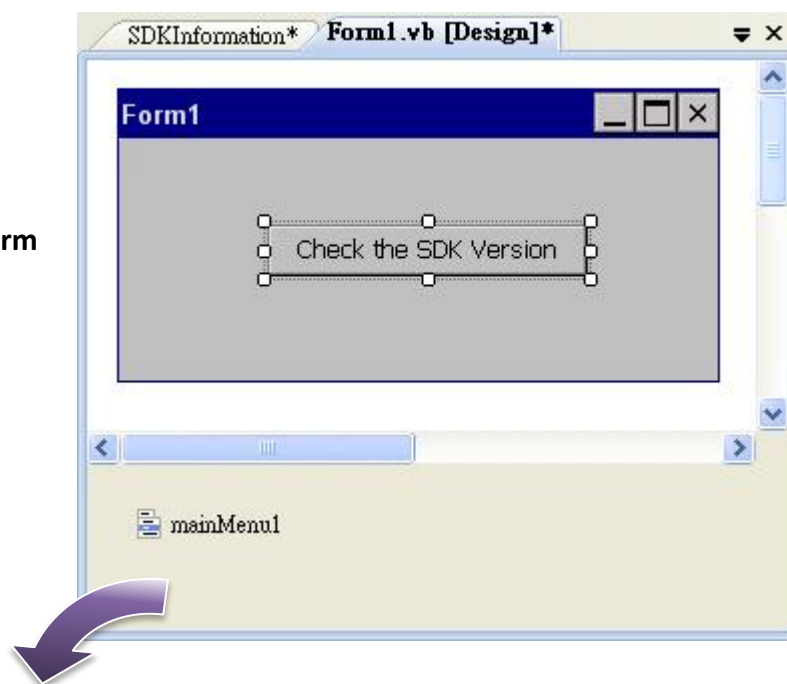 SDKInformation* Form1.vb [Design]*
Form1
rm
Check the SDK Version
mainMenu1